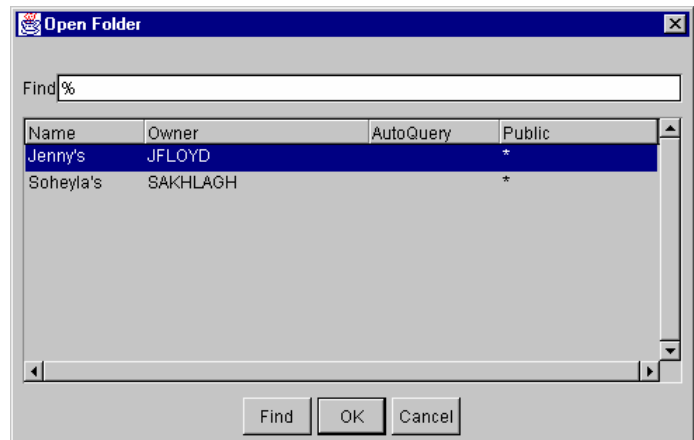 Open Folder
Find %
Name Owner AutoQuery Public
Jenny's JFLOYD *
Soheyla's SAKHLAGH *
Find OK Cancel